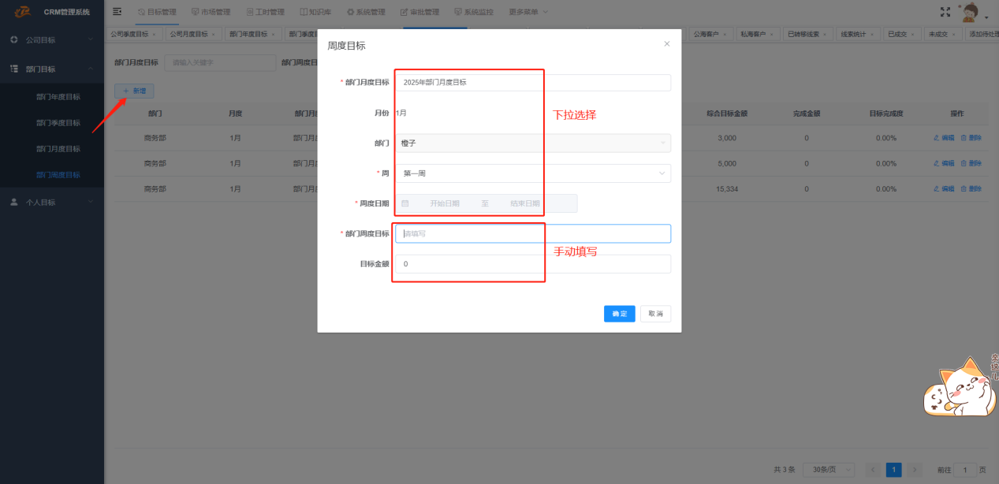 CRM管理系统
目标管理
市场管理
工时管理
知识库
系统管理
审批管理
系统监控
更多菜单
公司目标
部门目标
部门年度目标
部门季度目标
部门月度目标
部门周度目标
个人目标
公司季度目标 ×
公司月度目标 ×
部门年度目标 ×
部门季度目
公海客户 ×
私海客户 ×
已转移线索 ×
线索统计 ×
已成交 ×
未成交 ×
添加待处理
部门月度目标 请输入关键字 部门周度目
+ 新增
部门 月度 部门月 综合目标金额 完成金额 目标完成度 操作
商务部 1月 部门月 3,000 0 0.00% 编辑 删除
商务部 1月 部门月 5,000 0 0.00% 编辑 删除
商务部 1月 部门月 15,334 0 0.00% 编辑 删除
周度目标 ×
* 部门月度目标 2025年部门月度目标
月份 1月
下拉选择
部门 橙子
* 周 第一周
* 周度日期 开始日期 至 结束日期
* 部门周度目标 请填写
手动填写
目标金额 0
确定 取消
共 3 条 30条/页 < 1 > 前往 1 页